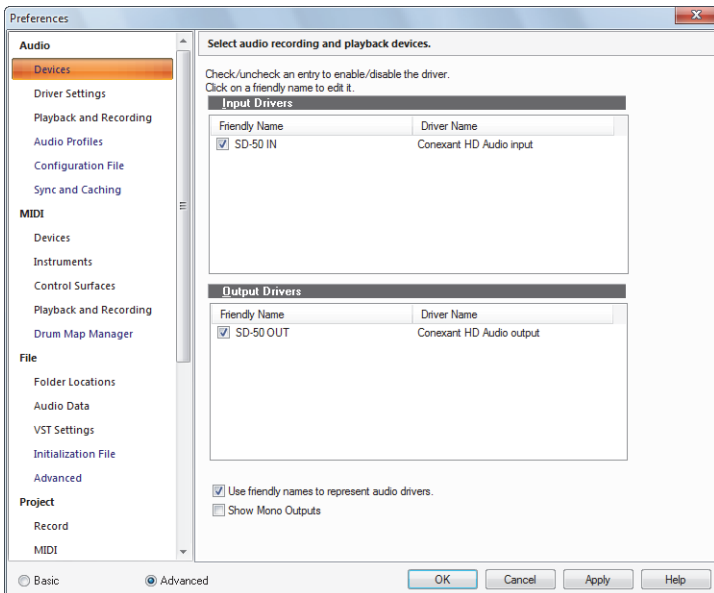 Preferences
Audio
Devices
Driver Settings
Playback and Recording
Audio Profiles
Configuration File
Sync and Caching
MIDI
Devices
Instruments
Control Surfaces
Playback and Recording
Drum Map Manager
File
Folder Locations
Audio Data
VST Settings
Initialization File
Advanced
Project
Record
MIDI
Select audio recording and playback devices.
Check/uncheck an entry to enable/disable the driver.
Click on a friendly name to edit it.
Input Drivers
Friendly Name Driver Name
SD-50 IN Conexant HD Audio input
Output Drivers
Friendly Name Driver Name
SD-50 OUT Conexant HD Audio output
Use friendly names to represent audio drivers.
Show Mono Outputs
Basic Advanced OK Cancel Apply Help